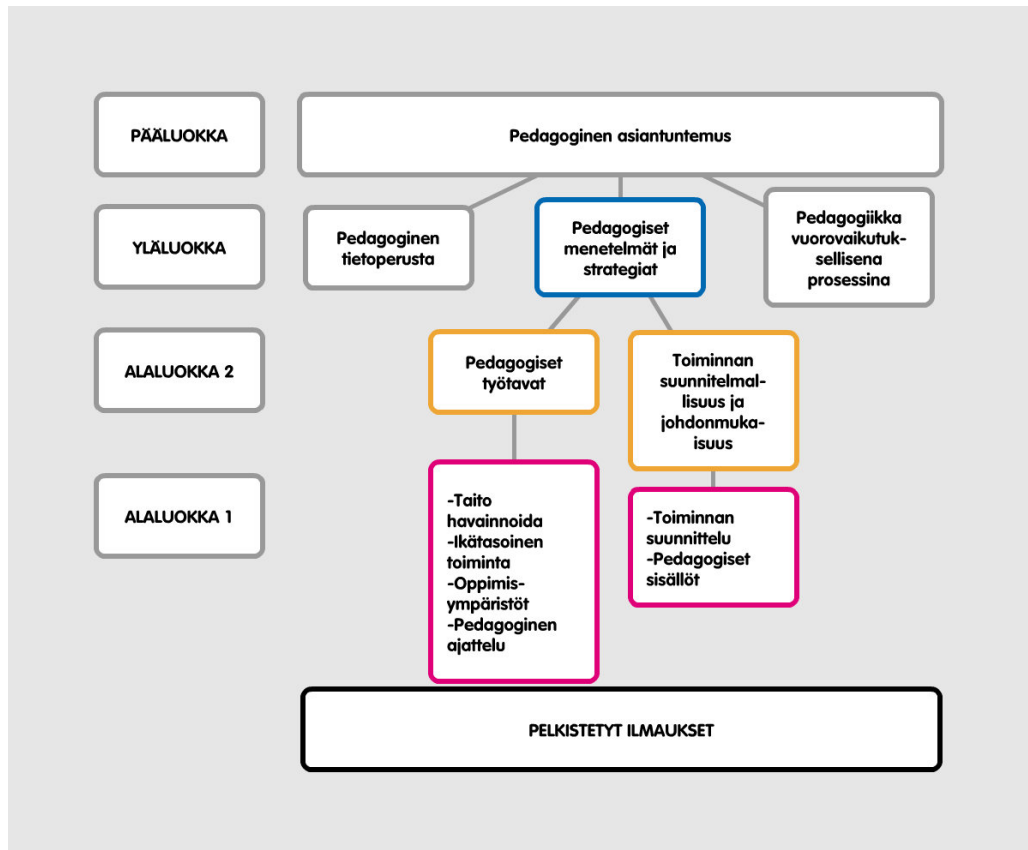 PÄÄLUOKKA
Pedagoginen asiantuntemus
YLÄLUOKKA
Pedagoginen
tietoperusta
Pedagogiset
menetelmät ja
strategiat
Pedagogiikka
vuorovaikutuk-
sellisena
prosessina
ALALUOKKA 2
Pedagogiset
työtavat
Toiminnan
suunnitelmal-
lisuus ja
johdonmuka-
isuus
ALALUOKKA 1
-Taito
havainnoida
-Ikätasoinen
toiminta
-Oppimis-
ympäristöt
-Pedagoginen
ajattelu
-Toiminnan
suunnittelu
-Pedagogiset
sisällöt
PELKISTETYT ILMAUKSET